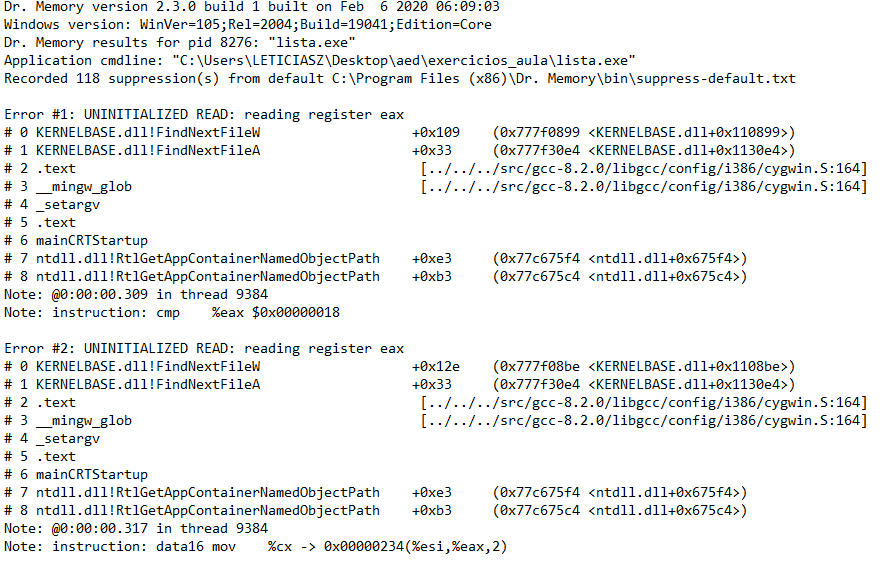 Dr. Memory version 2.3.0 build 1 built on Feb  6 2020 06:09:03
Windows version: WinVer=105;Rel=2004;Build=19041;Edition=Core
Dr. Memory results for pid 8276: "lista.exe"
Application cmdline: "C:\Users\LETICIASZ\Desktop\aed\exercicios_aula\lista.exe"
Recorded 118 suppression(s) from default C:\Program Files (x86)\Dr. Memory\bin\suppress-default.txt

Error #1: UNINITIALIZED READ: reading register eax
# 0 KERNELBASE.dll!FindNextFileW                   +0x109    (0x777f0899 <KERNELBASE.dll+0x110899>)
# 1 KERNELBASE.dll!FindNextFileA                   +0x33     (0x777f30e4 <KERNELBASE.dll+0x1130e4>)
# 2 .text                                           [../../../src/gcc-8.2.0/libgcc/config/i386/cygwin.S:164]
# 3 __mingw_glob                                    [../../../src/gcc-8.2.0/libgcc/config/i386/cygwin.S:164]
# 4 _setargv
# 5 .text
# 6 mainCRTStartup
# 7 ntdll.dll!RtlGetAppContainerNamedObjectPath    +0xe3     (0x77c675f4 <ntdll.dll+0x675f4>)
# 8 ntdll.dll!RtlGetAppContainerNamedObjectPath    +0xb3     (0x77c675c4 <ntdll.dll+0x675c4>)
Note: @0:00:00.309 in thread 9384
Note: instruction: cmp    %eax $0x00000018

Error #2: UNINITIALIZED READ: reading register eax
# 0 KERNELBASE.dll!FindNextFileW                   +0x12e    (0x777f08be <KERNELBASE.dll+0x1108be>)
# 1 KERNELBASE.dll!FindNextFileA                   +0x33     (0x777f30e4 <KERNELBASE.dll+0x1130e4>)
# 2 .text                                           [../../../src/gcc-8.2.0/libgcc/config/i386/cygwin.S:164]
# 3 __mingw_glob                                    [../../../src/gcc-8.2.0/libgcc/config/i386/cygwin.S:164]
# 4 _setargv
# 5 .text
# 6 mainCRTStartup
# 7 ntdll.dll!RtlGetAppContainerNamedObjectPath    +0xe3     (0x77c675f4 <ntdll.dll+0x675f4>)
# 8 ntdll.dll!RtlGetAppContainerNamedObjectPath    +0xb3     (0x77c675c4 <ntdll.dll+0x675c4>)
Note: @0:00:00.317 in thread 9384
Note: instruction: data16 mov    %cx -> 0x00000234(%esi,%eax,2)